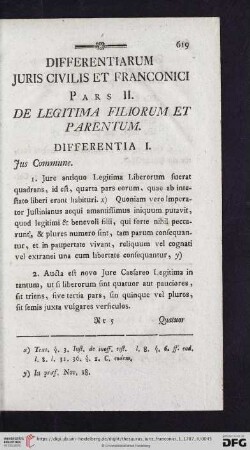 619
DIFFERENTIARUM
JURIS CIVILIS ET FRANCONICI
PARS II.
DE LEGITIMA FILIORUM ET
PARENTUM.
DIFFERENTIA I.
Jus Commune.
1. Jure antiquo Legitima Liberorum fuerat
quadrans, id est, quarta pars eorum, quae ab inte-
stato liberi erant habituri. x) Quoniam vero Impera-
tor Justinianus aequi amantissimus iniquum putavit,
quod legitimi & benevoli filii, qui forte nihil pecca-
runt, & plures numero sint, tam parum consequan-
tur, et in paupertate vivant, reliquum vel cognati
vel extranei una cum libertate consequantur, y)
2. Aucta est novo Jure Caesareo Legitima in
tantum, ut si liberorum sint quatuor aut pauciores,
sit triens, sive tertia pars, sin quinque vel plures,
sit semis juxta vulgares versiculos.
Rr 5 Quatuor
x) Text. §. 3. Inst. de inoff. test. l. 8. §. 6. ff. eod.
l. 8. l. 31. 30. §. 2. C. eodem,
y) In praef. Nov. 18.